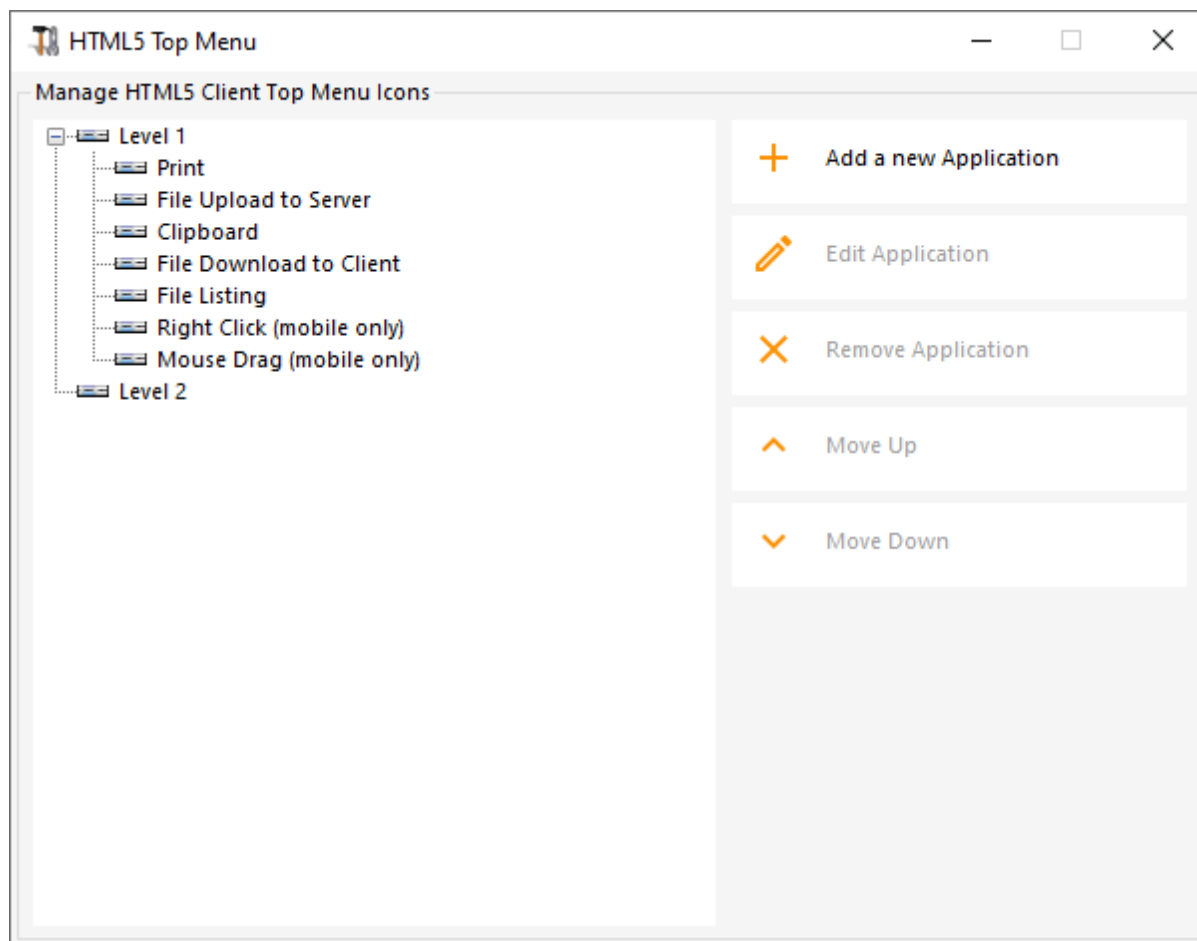 HTML5 Top Menu
Manage HTML5 Client Top Menu Icons
Level 1
Print
File Upload to Server
Clipboard
File Download to Client
File Listing
Right Click (mobile only)
Mouse Drag (mobile only)
Level 2
Add a new Application
Edit Application
Remove Application
Move Up
Move Down